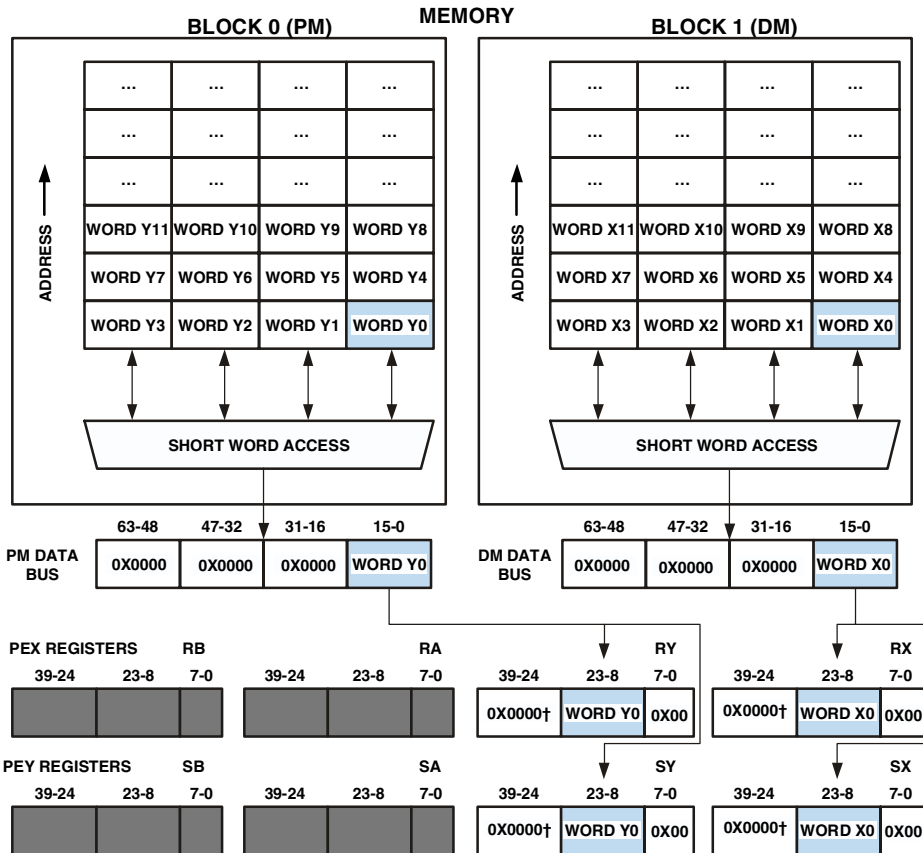 MEMORY
BLOCK 0 (PM) BLOCK 1 (DM)
... ... ... ... ... ... ... ...
... ... ... ... ... ... ... ...
... ... ... ... ... ... ... ...
ADDRESS ADDRESS
WORD Y11 WORD Y10 WORD Y9 WORD Y8 WORD X11 WORD X10 WORD X9 WORD X8
WORD Y7 WORD Y6 WORD Y5 WORD Y4 WORD X7 WORD X6 WORD X5 WORD X4
WORD Y3 WORD Y2 WORD Y1 WORD Y0 WORD X3 WORD X2 WORD X1 WORD X0
SHORT WORD ACCESS SHORT WORD ACCESS
63-48 47-32 31-16 15-0 63-48 47-32 31-16 15-0
PM DATA BUS 0X0000 0X0000 0X0000 WORD Y0 DM DATA BUS 0X0000 0X0000 0X0000 WORD X0
PEX REGISTERS RB RA RY RX
39-24 23-8 7-0 39-24 23-8 7-0 39-24 23-8 7-0 39-24 23-8 7-0
0X0000† WORD Y0 0X00 0X0000† WORD X0 0X00
PEY REGISTERS SB SA SY SX
39-24 23-8 7-0 39-24 23-8 7-0 39-24 23-8 7-0 39-24 23-8 7-0
0X0000† WORD Y0 0X00 0X0000† WORD X0 0X00